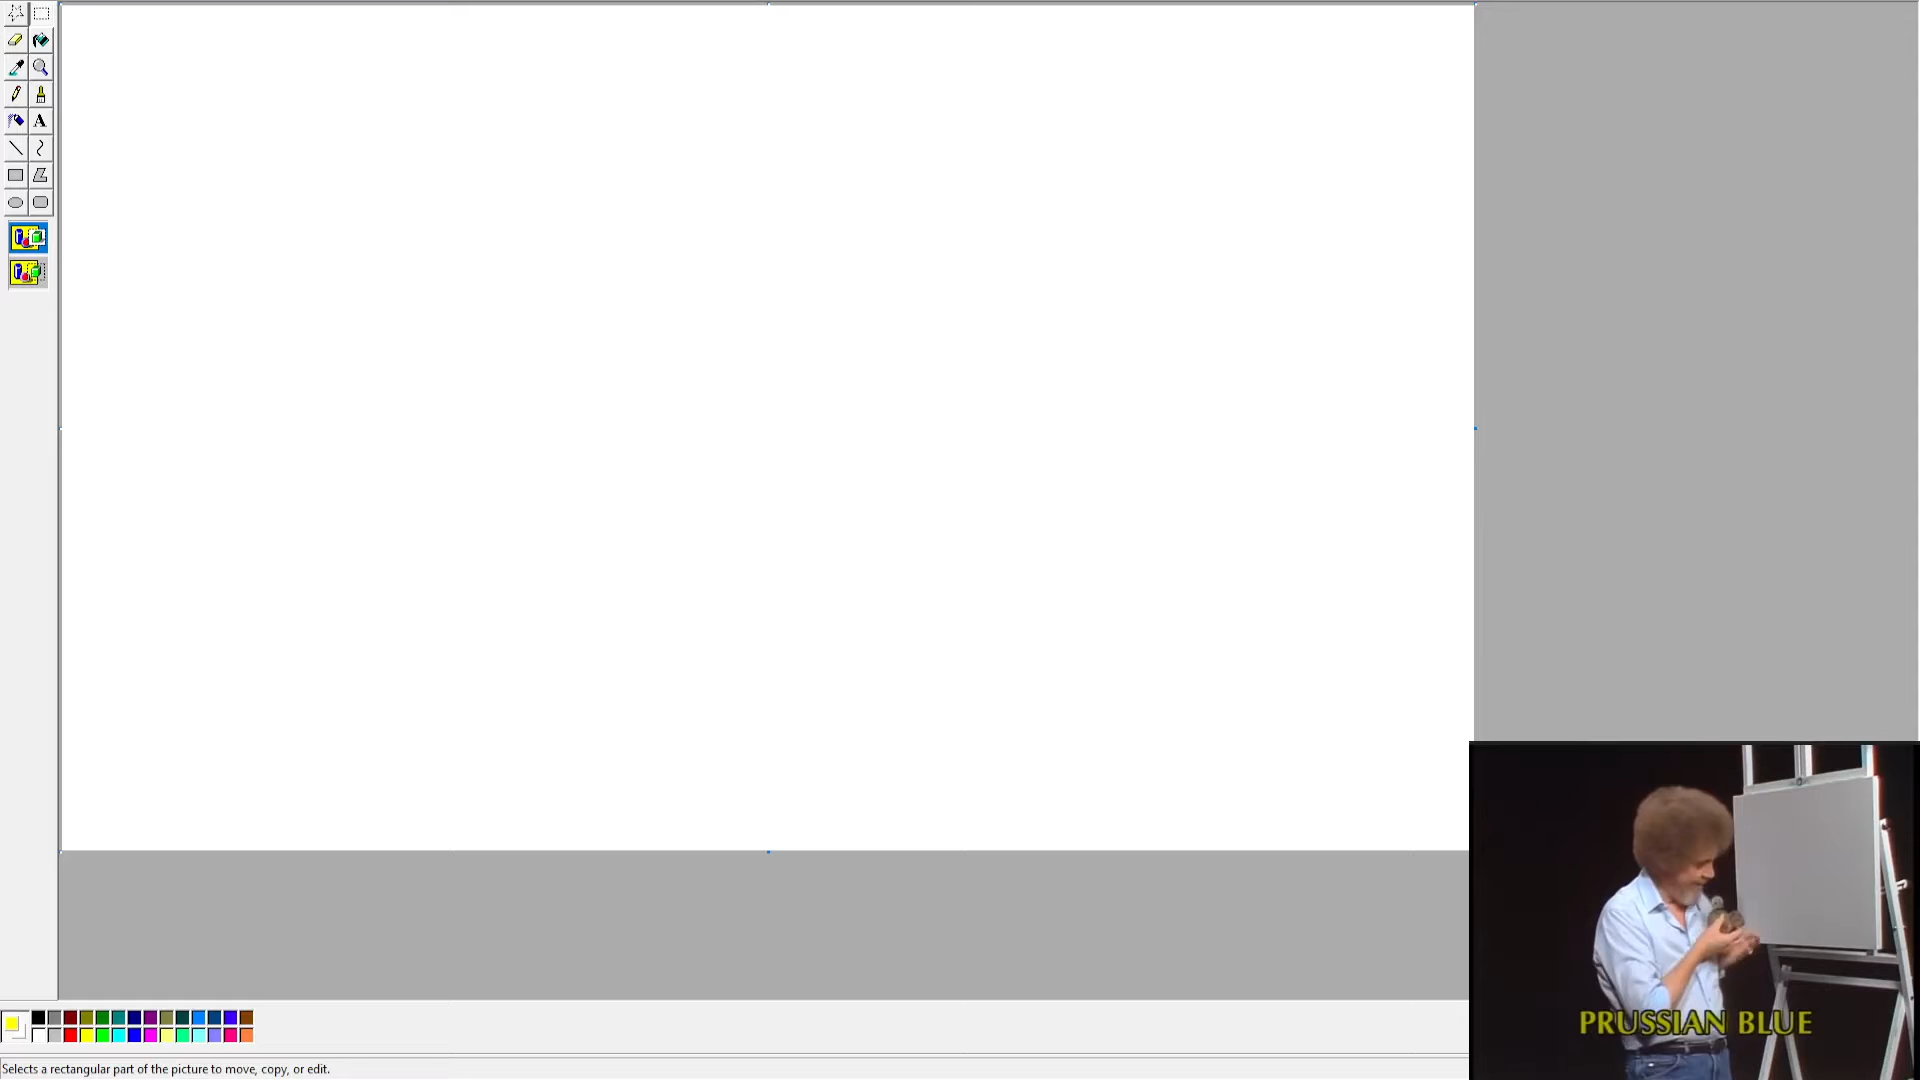 A
Selects a rectangular part of the picture to move, copy, or edit.
PRUSSIAN BLUE